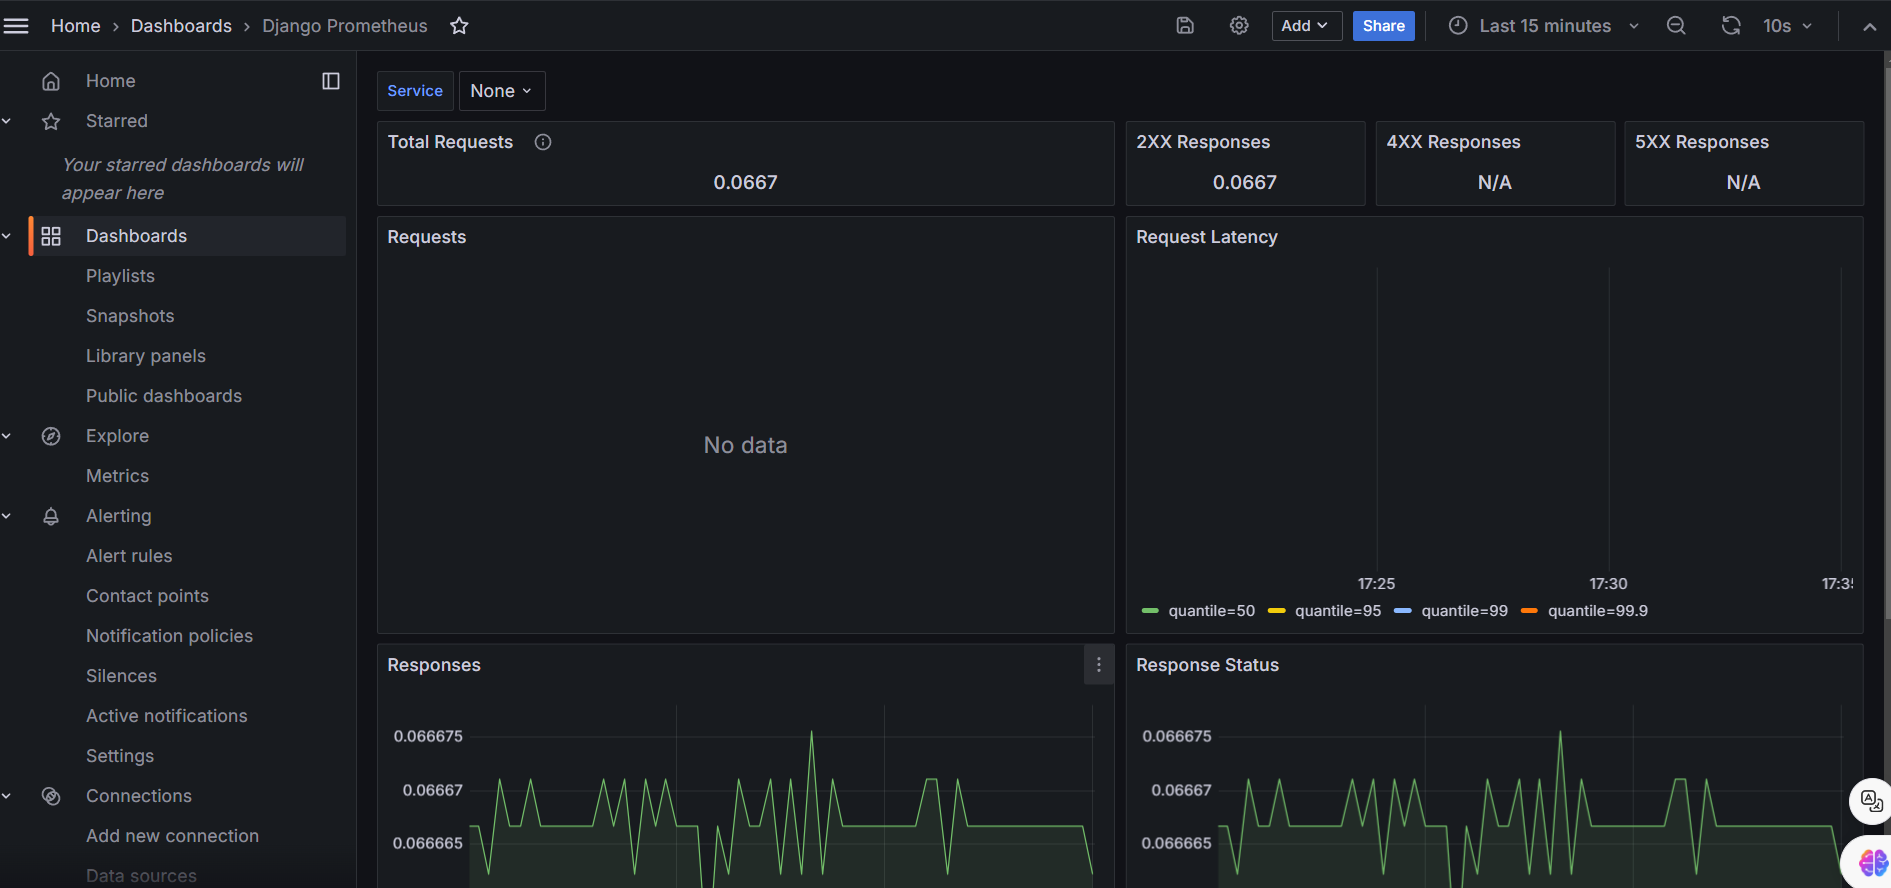 Home › Dashboards › Django Prometheus
Add
Share
Last 15 minutes
10s
Home
Starred
Your starred dashboards will
appear here
Dashboards
Playlists
Snapshots
Library panels
Public dashboards
Explore
Metrics
Alerting
Alert rules
Contact points
Notification policies
Silences
Active notifications
Settings
Connections
Add new connection
Data sources
Service None
Total Requests
0.0667
2XX Responses
0.0667
4XX Responses
N/A
5XX Responses
N/A
Requests
No data
Request Latency
17:25 17:30
quantile=50 quantile=95 quantile=99 quantile=99.9
Responses
0.066675
0.06667
0.066665
Response Status
0.066675
0.06667
0.066665